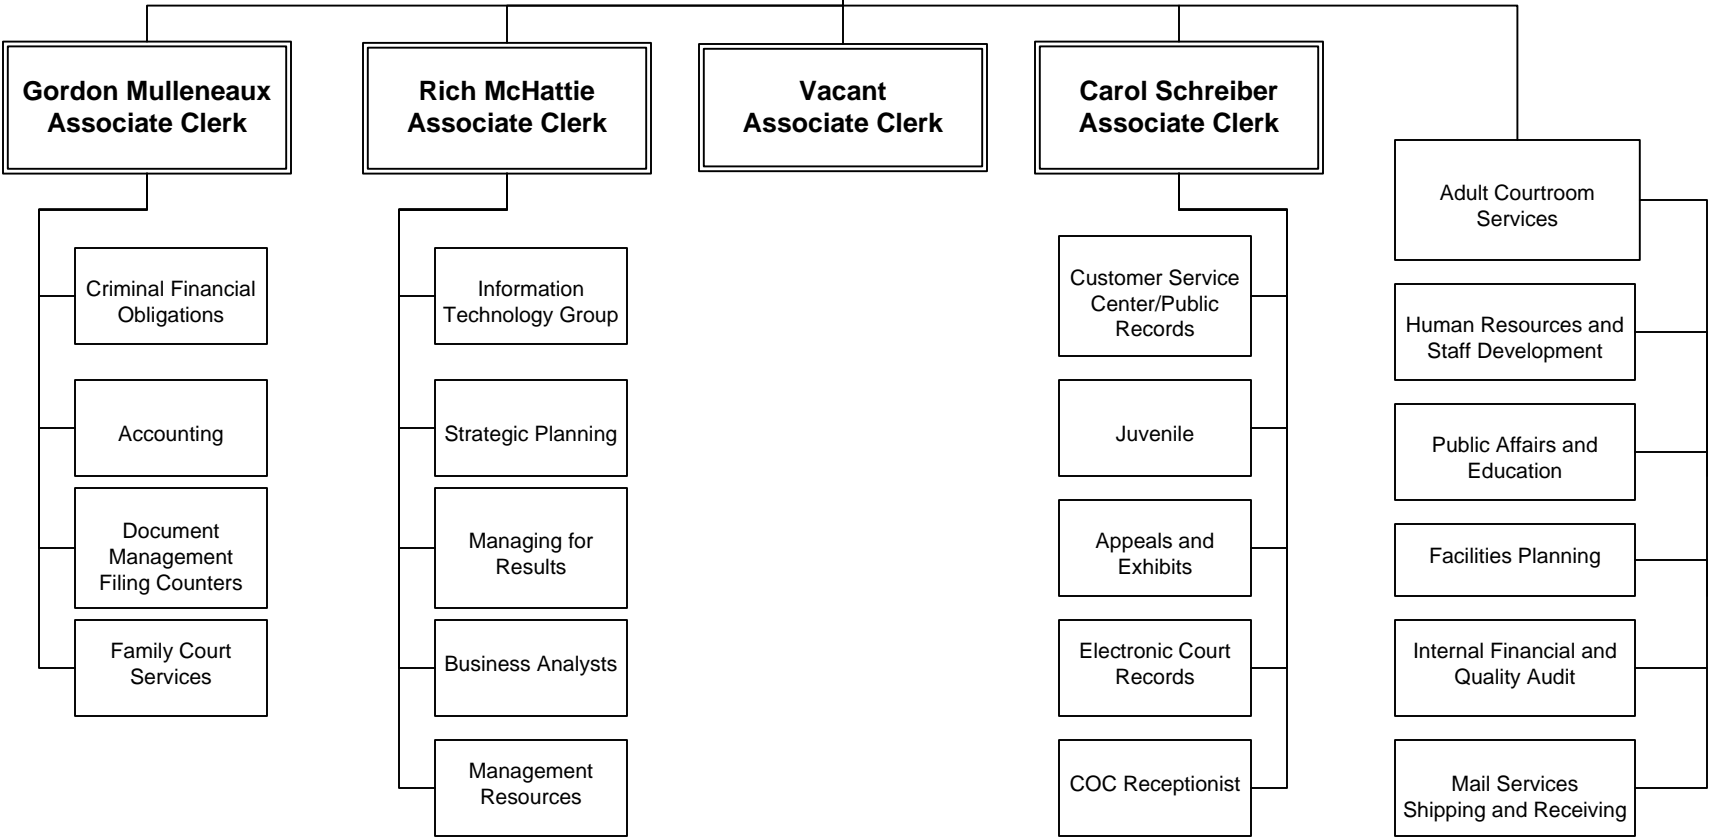 Gordon Mulleneaux
Associate Clerk
Rich McHattie
Associate Clerk
Vacant
Associate Clerk
Carol Schreiber
Associate Clerk
Criminal Financial
Obligations
Accounting
Document
Management
Filing Counters
Family Court
Services
Information
Technology Group
Strategic Planning
Managing for
Results
Business Analysts
Management
Resources
Customer Service
Center/Public
Records
Juvenile
Appeals and
Exhibits
Electronic Court
Records
COC Receptionist
Adult Courtroom
Services
Human Resources and
Staff Development
Public Affairs and
Education
Facilities Planning
Internal Financial and
Quality Audit
Mail Services
Shipping and Receiving